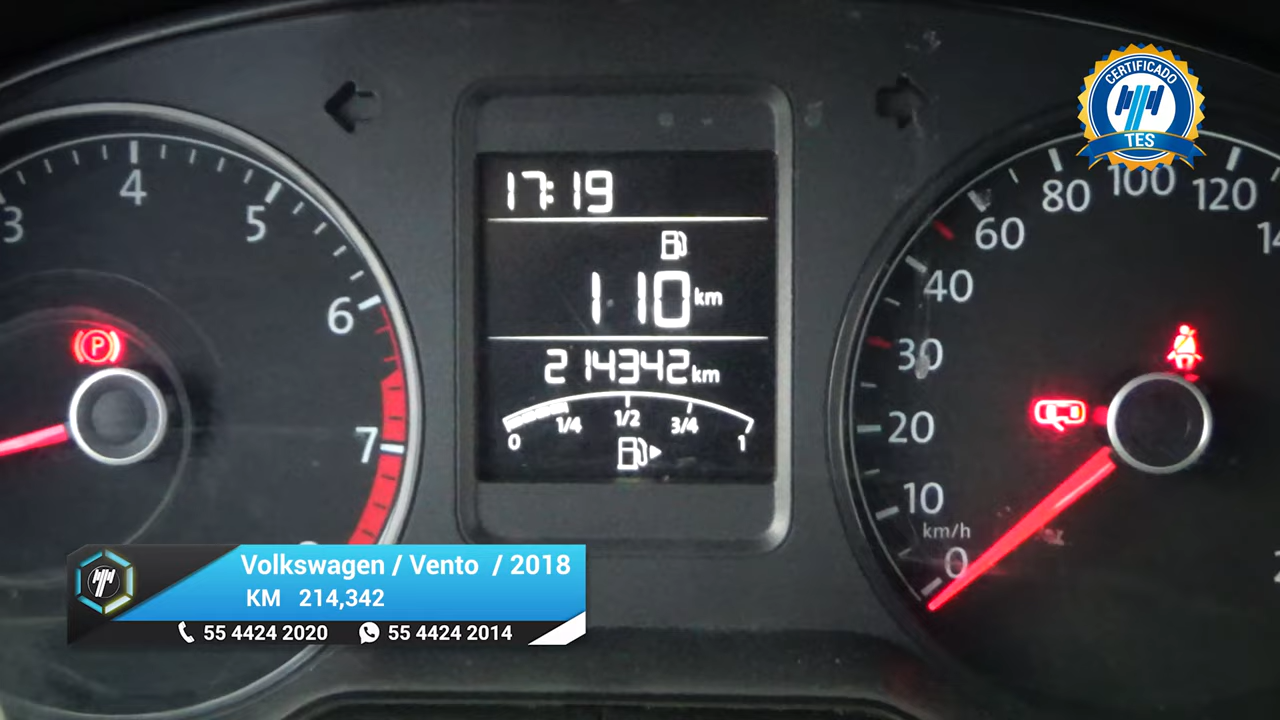 CERTIFICADO
TES
3
4
5
6
7
P
17:19
110 km
214342 km
0 1/4 1/2 3/4 1
0
10
20
30
40
60
80
100
120
km/h
Volkswagen / Vento / 2018
KM 214,342
55 4424 2020 55 4424 2014